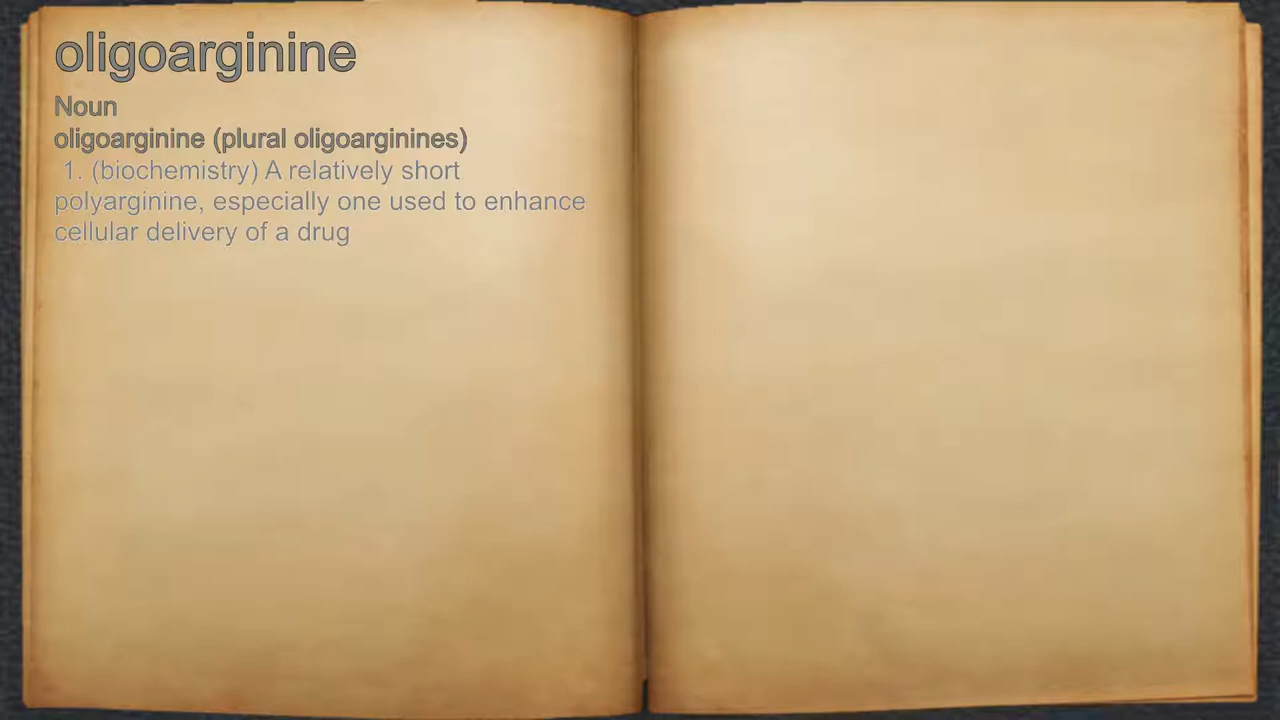 oligoarginine
Noun
oligoarginine (plural oligoarginines)
1. (biochemistry) A relatively short
polyarginine, especially one used to enhance
cellular delivery of a drug